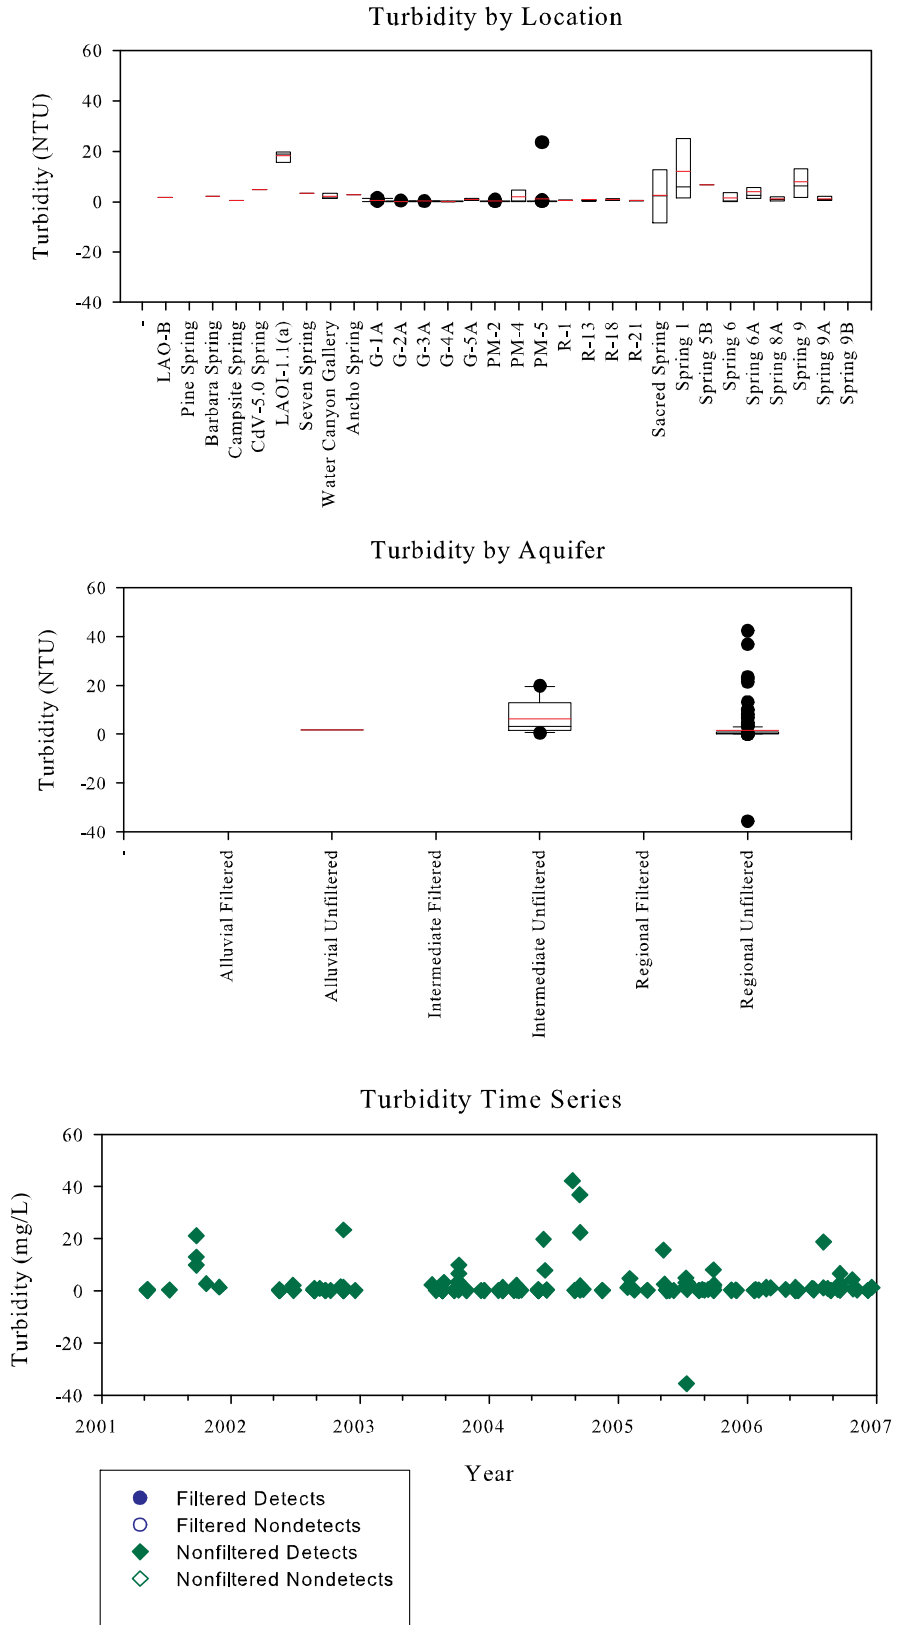 Turbidity by Location
Turbidity (NTU)
60
40
20
0
-20
-40
-
LAO-B
Pine Spring
Barbara Spring
Campsite Spring
CdV-5.0 Spring
LAOI-1.1(a)
Seven Spring
Water Canyon Gallery
Ancho Spring
G-1A
G-2A
G-3A
G-4A
G-5A
PM-2
PM-4
PM-5
R-1
R-13
R-18
R-21
Sacred Spring
Spring 1
Spring 5B
Spring 6
Spring 6A
Spring 8A
Spring 9
Spring 9A
Spring 9B
Turbidity by Aquifer
Turbidity (NTU)
60
40
20
0
-20
-40
-
Alluvial Filtered
Alluvial Unfiltered
Intermediate Filtered
Intermediate Unfiltered
Regional Filtered
Regional Unfiltered
Turbidity Time Series
Turbidity (mg/L)
60
40
20
0
-20
-40
2001 2002 2003 2004 2005 2006 2007
Year
Filtered Detects
Filtered Nondetects
Nonfiltered Detects
Nonfiltered Nondetects